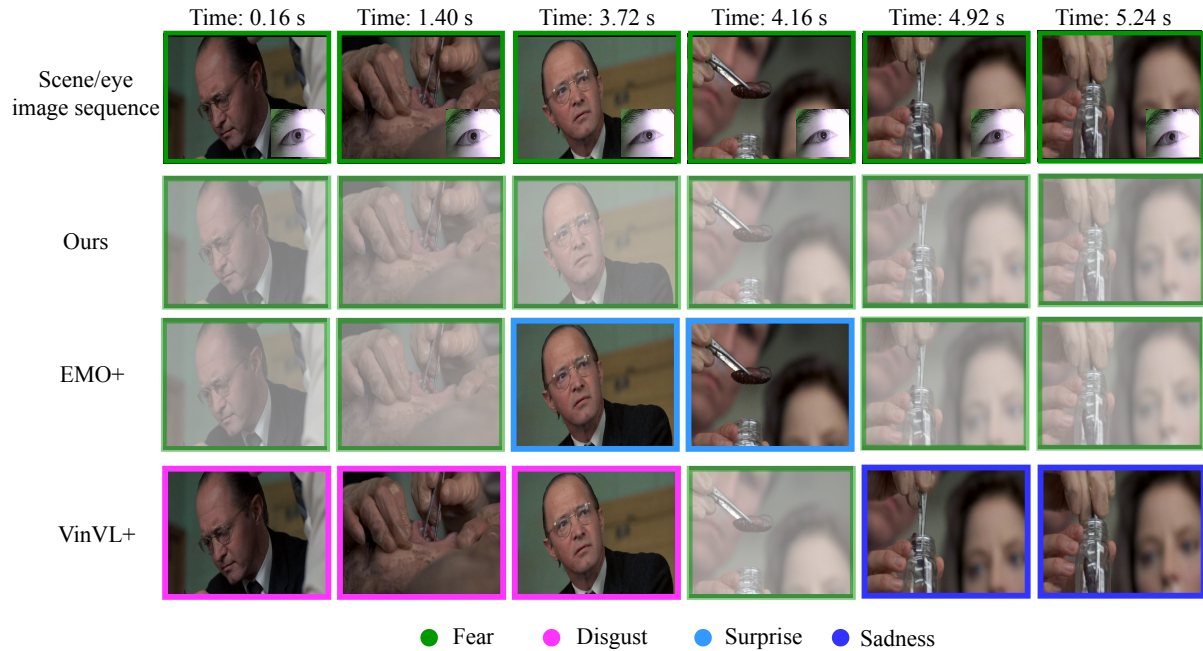 Time: 0.16 s Time: 1.40 s Time: 3.72 s Time: 4.16 s Time: 4.92 s Time: 5.24 s
Scene/eye
image sequence
Ours
EMO+
VinVL+
Fear Disgust Surprise Sadness